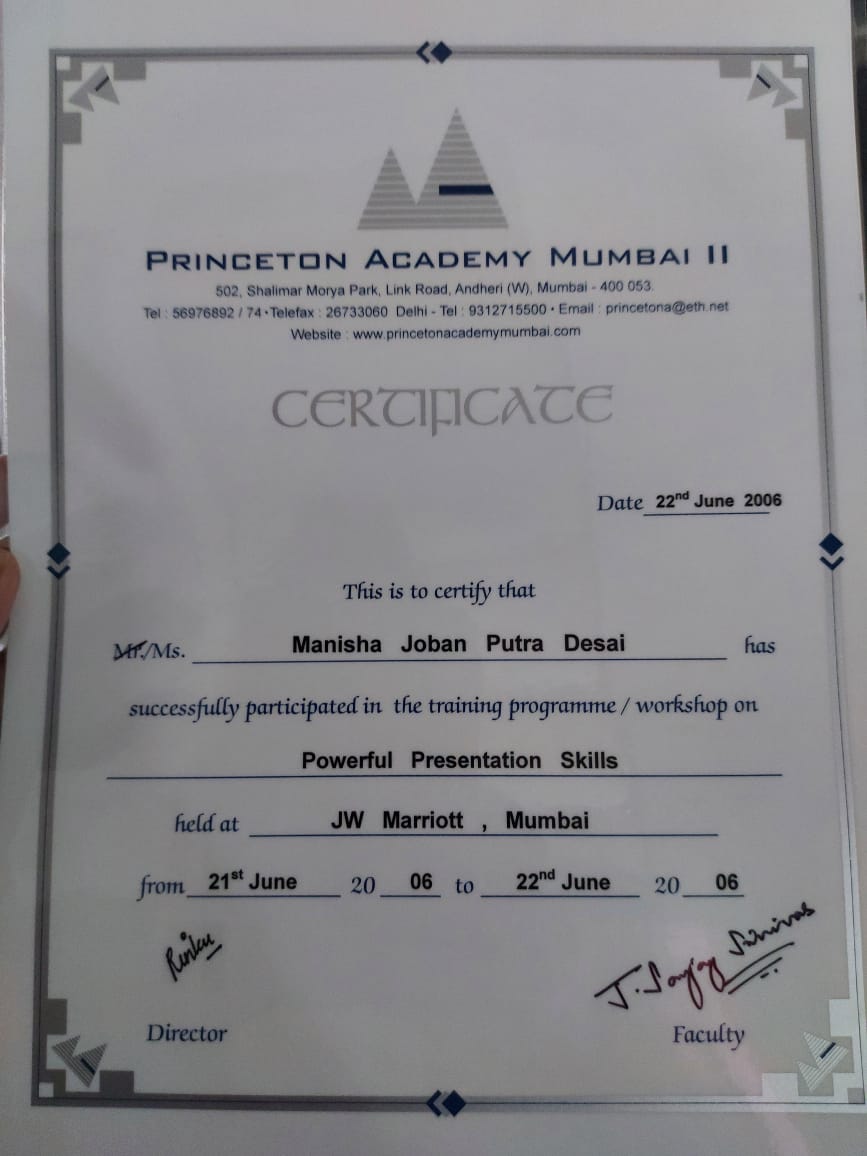 PRINCETON ACADEMY MUMBAI II
502, Shalimar Morya Park, Link Road, Andheri (W), Mumbai - 400 053.
Tel : 56976892 / 74 • Telefax : 26733060 Delhi - Tel : 9312715500 • Email : princetona@eth.net
Website : www.princetonacademymumbai.com
CERTIFICATE
Date 22nd June 2006
This is to certify that
Mr./Ms. Manisha Joban Putra Desai has
successfully participated in the training programme / workshop on
Powerful Presentation Skills
held at JW Marriott , Mumbai
from 21st June 20 06 to 22nd June 20 06
Rinku J. Sanjay Srinivas
Director Faculty